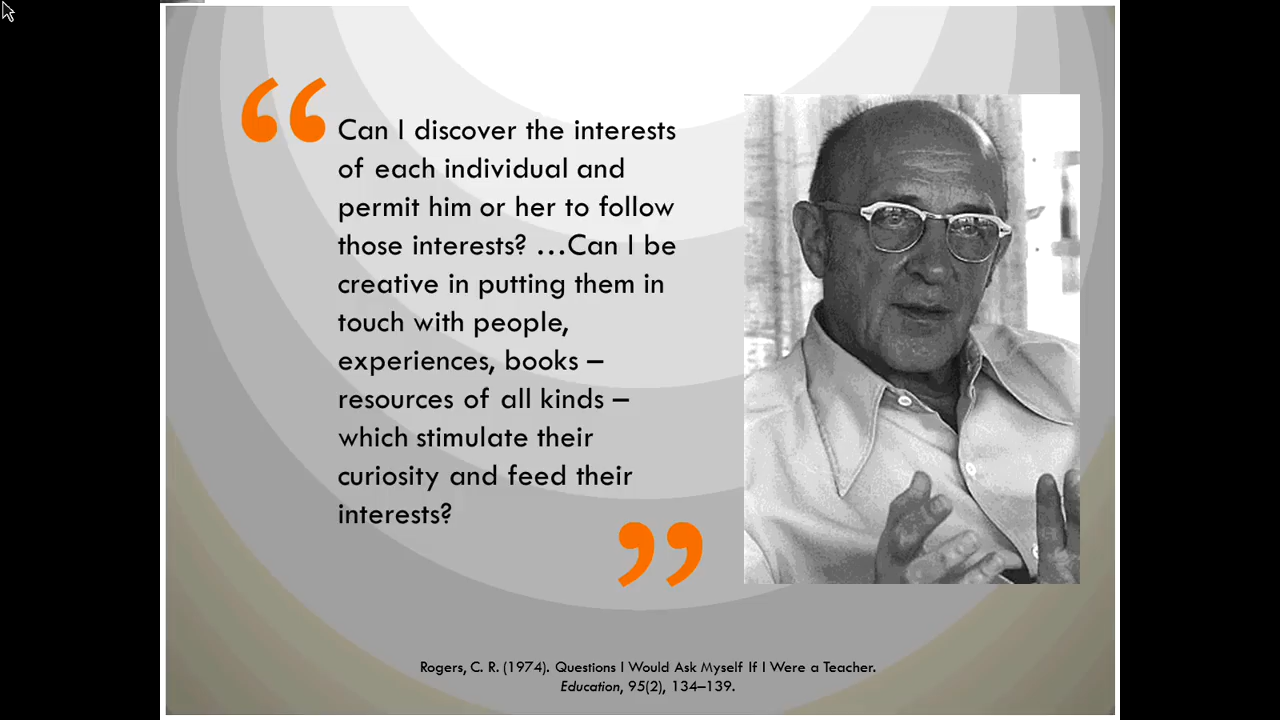 “Can I discover the interests
of each individual and
permit him or her to follow
those interests? …Can I be
creative in putting them in
touch with people,
experiences, books –
resources of all kinds –
which stimulate their
curiosity and feed their
interests?
”
Rogers, C. R. (1974). Questions I Would Ask Myself If I Were a Teacher.
Education, 95(2), 134–139.